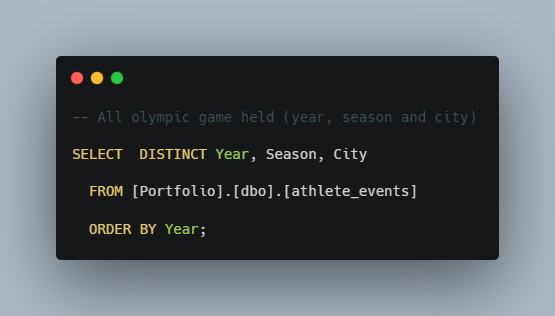 -- All olympic game held (year, season and city)
SELECT  DISTINCT Year, Season, City
  FROM [Portfolio].[dbo].[athlete_events]
  ORDER BY Year;